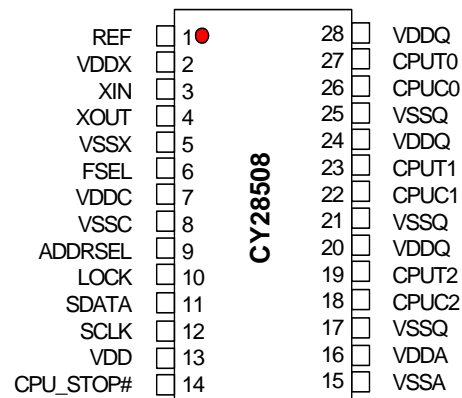 REF 1 28 VDDQ
VDDX 2 27 CPUT0
XIN 3 26 CPUC0
XOUT 4 25 VSSQ
VSSX 5 24 VDDQ
FSEL 6 23 CPUT1
VDDC 7 22 CPUC1
VSSC 8 21 VSSQ
ADDRSEL 9 20 VDDQ
LOCK 10 19 CPUT2
SDATA 11 18 CPUC2
SCLK 12 17 VSSQ
VDD 13 16 VDDA
CPU_STOP# 14 15 VSSA
CY28508